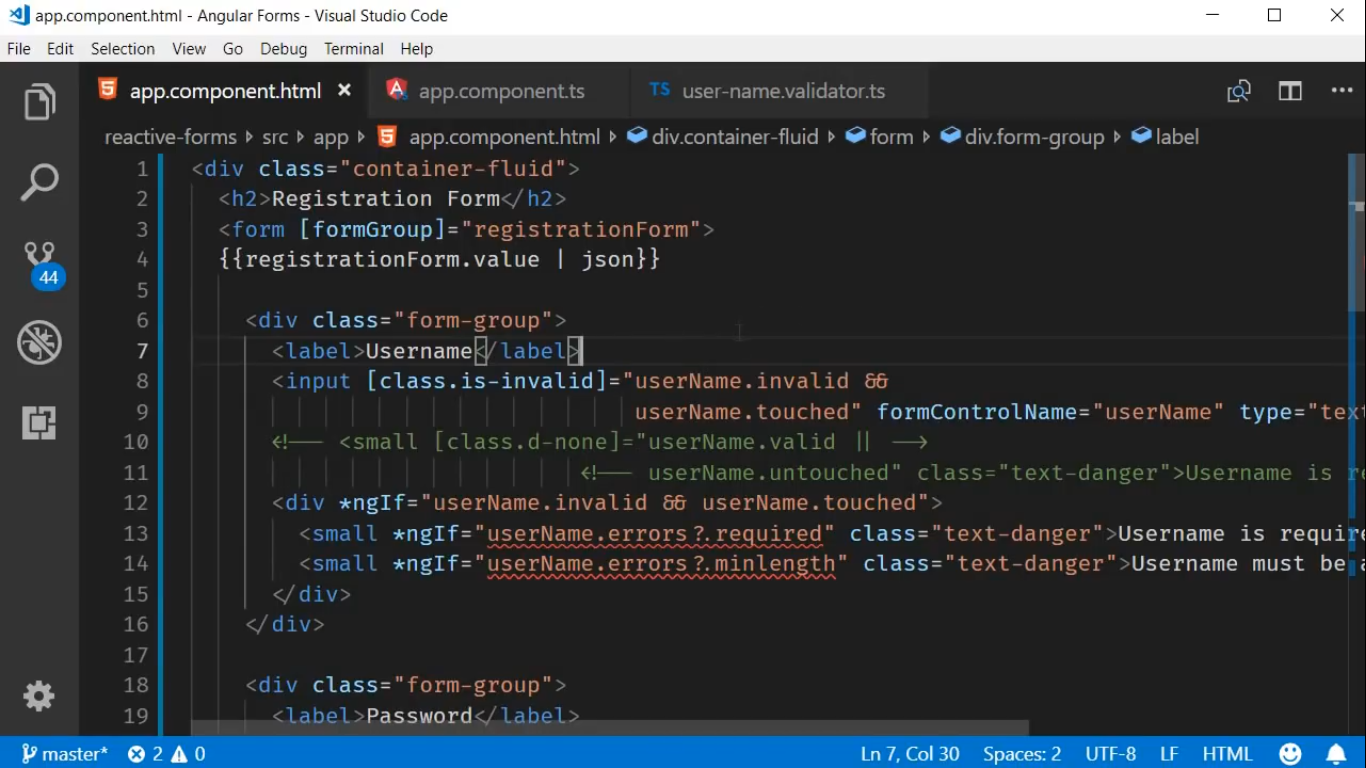 app.component.html - Angular Forms - Visual Studio Code
File Edit Selection View Go Debug Terminal Help
app.component.html app.component.ts TS user-name.validator.ts
reactive-forms src app app.component.html div.container-fluid form div.form-group label
44
1 <div class="container-fluid">
2 <h2>Registration Form</h2>
3 <form [formGroup]="registrationForm">
4 {{registrationForm.value | json}}
5
6 <div class="form-group">
7 <label>Username</label>
8 <input [class.is-invalid]="userName.invalid &&
9 userName.touched" formControlName="userName" type="tex
10 <!-- <small [class.d-none]="userName.valid || -->
11 <!-- userName.untouched" class="text-danger">Username is re
12 <div *ngIf="userName.invalid && userName.touched">
13 <small *ngIf="userName.errors?.required" class="text-danger">Username is require
14 <small *ngIf="userName.errors?.minlength" class="text-danger">Username must be a
15 </div>
16 </div>
17
18 <div class="form-group">
19 <label>Password</label>
master* 2 0 Ln 7, Col 30 Spaces: 2 UTF-8 LF HTML